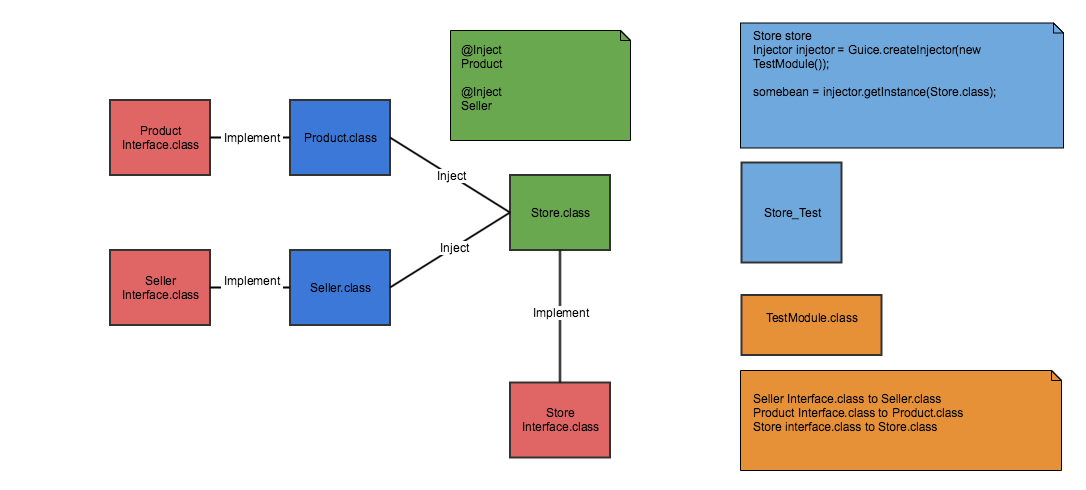 @Inject
Product
@Inject
Seller
Store store
Injector injector = Guice.createInjector(new
TestModule());
somebean = injector.getInstance(Store.class);
Product
Interface.class
Implement
Product.class
Inject
Store.class
Store_Test
Seller
Interface.class
Implement
Seller.class
Inject
Implement
TestModule.class
Store
Interface.class
Seller Interface.class to Seller.class
Product Interface.class to Product.class
Store interface.class to Store.class